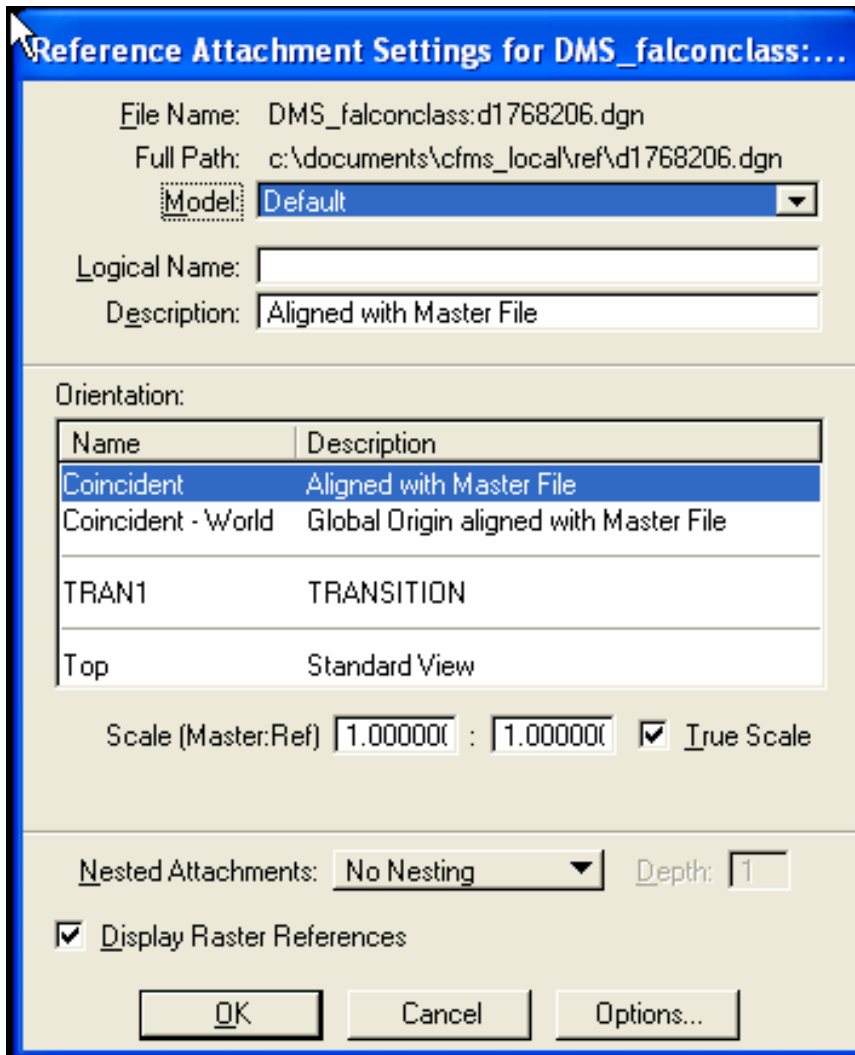 Reference Attachment Settings for DMS_falconclass:...
File Name: DMS_falconclass:d1768206.dgn
Full Path: c:\documents\cfms_local\ref\d1768206.dgn
Model: Default
Logical Name:
Description: Aligned with Master File
Orientation:
Name Description
Coincident Aligned with Master File
Coincident - World Global Origin aligned with Master File
TRAN1 TRANSITION
Top Standard View
Scale (Master:Ref) 1.000000 : 1.000000 True Scale
Nested Attachments: No Nesting Depth: 1
Display Raster References
OK Cancel Options...